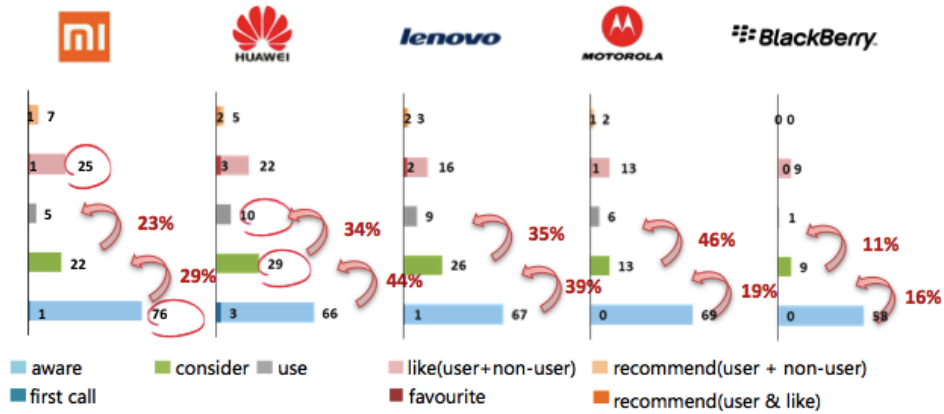 mi HUAWEI lenovo MOTOROLA BlackBerry
1 7 2 5 2 3 1 2 0 0
1 25 3 22 2 16 1 13 0 9
5 10 9 6 1
23% 34% 35% 46% 11%
22 29 26 13 9
29% 44% 39% 19% 16%
1 76 3 66 1 67 0 69 0 58
aware consider use like(user+non-user) recommend(user + non-user)
first call favourite recommend(user & like)